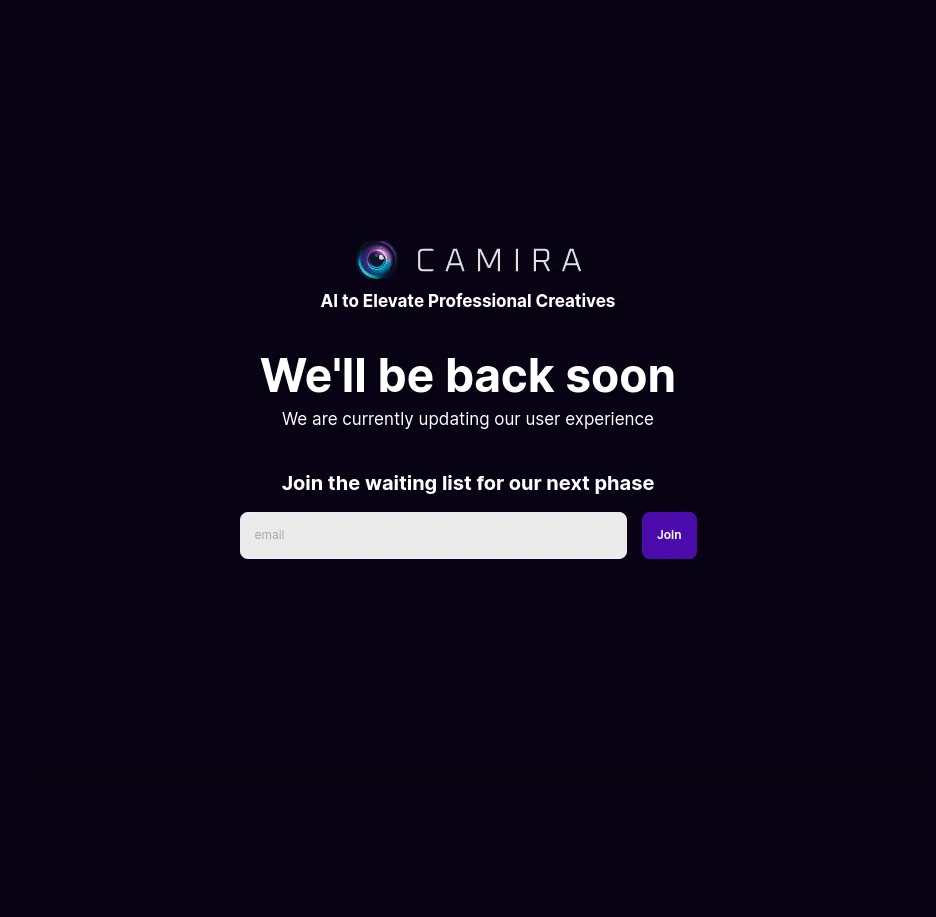 CAMIRA
AI to Elevate Professional Creatives
We'll be back soon
We are currently updating our user experience
Join the waiting list for our next phase
email
Join